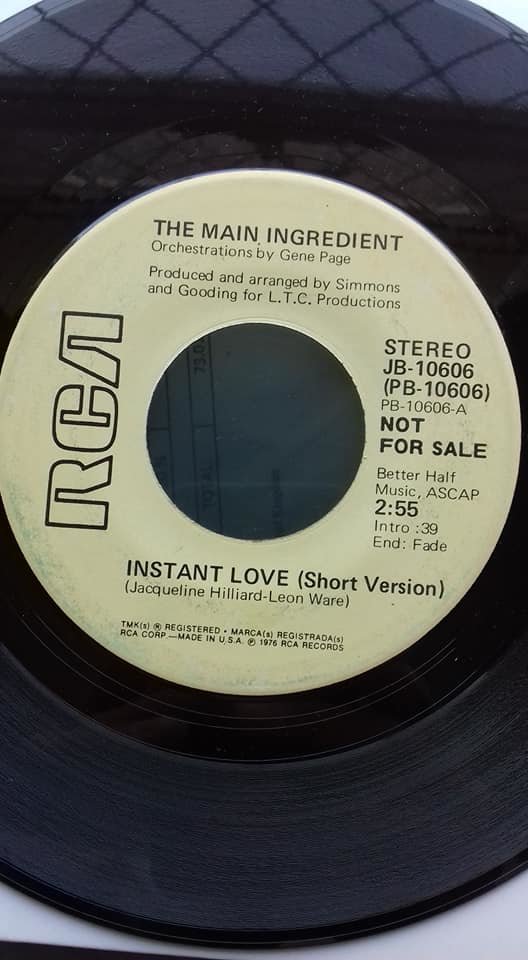 THE MAIN INGREDIENT
Orchestrations by Gene Page
Produced and arranged by Simmons
and Gooding for L.T.C. Productions
RCA
STEREO
JB-10606
(PB-10606)
PB-10606-A
NOT
FOR SALE
Better Half
Music, ASCAP
2:55
Intro :39
End: Fade
TOTAL
INSTANT LOVE (Short Version)
(Jacqueline Hilliard-Leon Ware)
TMK(s) ® REGISTERED • MARCA(s) REGISTRADA(s)
RCA CORP.—MADE IN U.S.A. ℗ 1976 RCA RECORDS